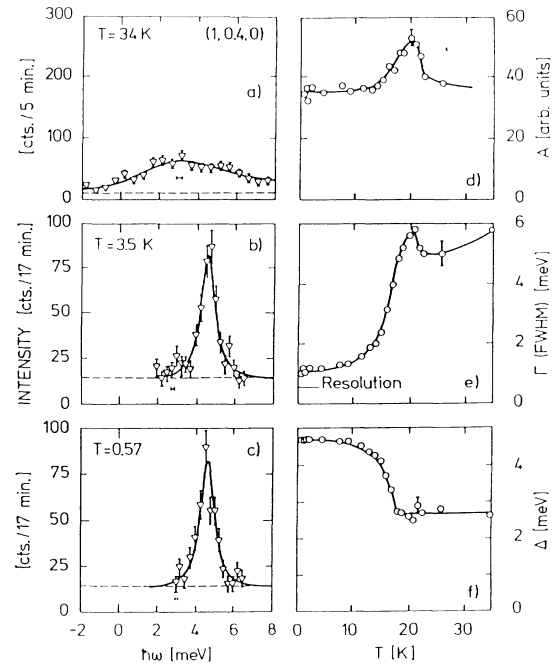 T = 34 K (1, 0.4, 0)
a)
[cts. / 5 min.]
300
200
100
0
T = 3.5 K
b)
INTENSITY [cts. / 17 min.]
100
75
50
25
0
T = 0.57
c)
[cts. / 17 min.]
100
75
50
25
0
-2 0 2 4 6 8
ħω [meV]
d)
A [arb. units]
60
40
20
0
e)
Resolution
Γ (FWHM) [meV]
6
4
2
0
f)
Δ [meV]
4
2
0
0 10 20 30
T [K]